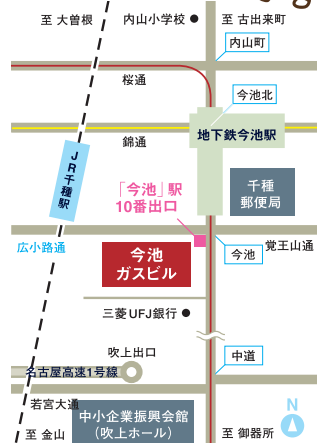 至 大曽根
内山小学校
至 古出来町
内山町
桜通
今池北
錦通
地下鉄今池駅
JR千種駅
千種
郵便局
「今池」駅
10番出口
広小路通
今池
ガスビル
今池
覚王山通
三菱UFJ銀行
吹上出口
中道
名古屋高速1号線
若宮大通
中小企業振興会館
(吹上ホール)
至 金山
至 御器所
N